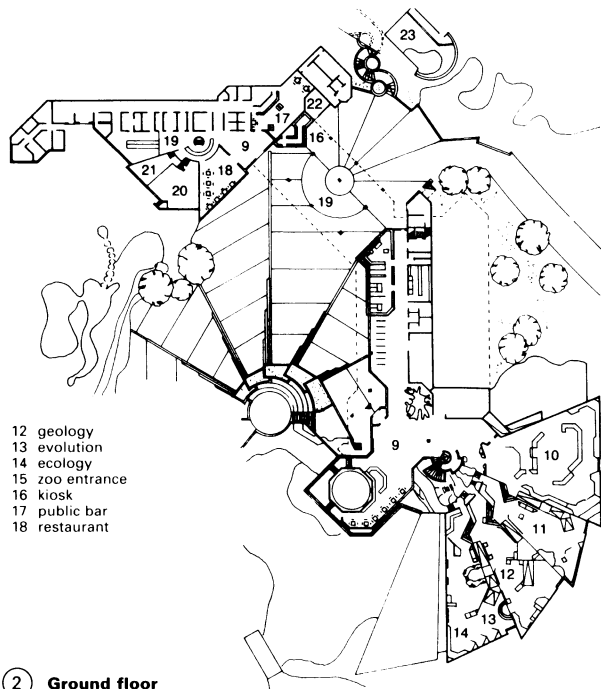 23
22
17
16
19
9
21
18
20
19
12 geology
13 evolution
14 ecology
15 zoo entrance
16 kiosk
17 public bar
18 restaurant
9
10
11
12
13
14
2 Ground floor